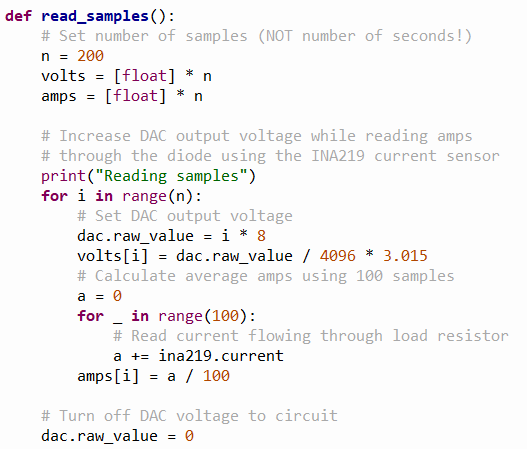 def read_samples():
    # Set number of samples (NOT number of seconds!)
    n = 200
    volts = [float] * n
    amps = [float] * n

    # Increase DAC output voltage while reading amps
    # through the diode using the INA219 current sensor
    print("Reading samples")
    for i in range(n):
        # Set DAC output voltage
        dac.raw_value = i * 8
        volts[i] = dac.raw_value / 4096 * 3.015
        # Calculate average amps using 100 samples
        a = 0
        for _ in range(100):
            # Read current flowing through load resistor
            a += ina219.current
        amps[i] = a / 100

    # Turn off DAC voltage to circuit
    dac.raw_value = 0